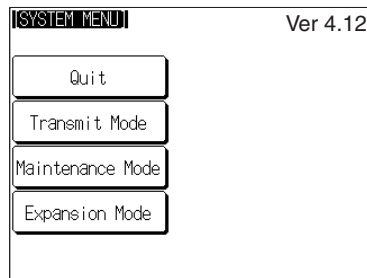 [SYSTEM MENU]
Ver 4.12
Quit
Transmit Mode
Maintenance Mode
Expansion Mode